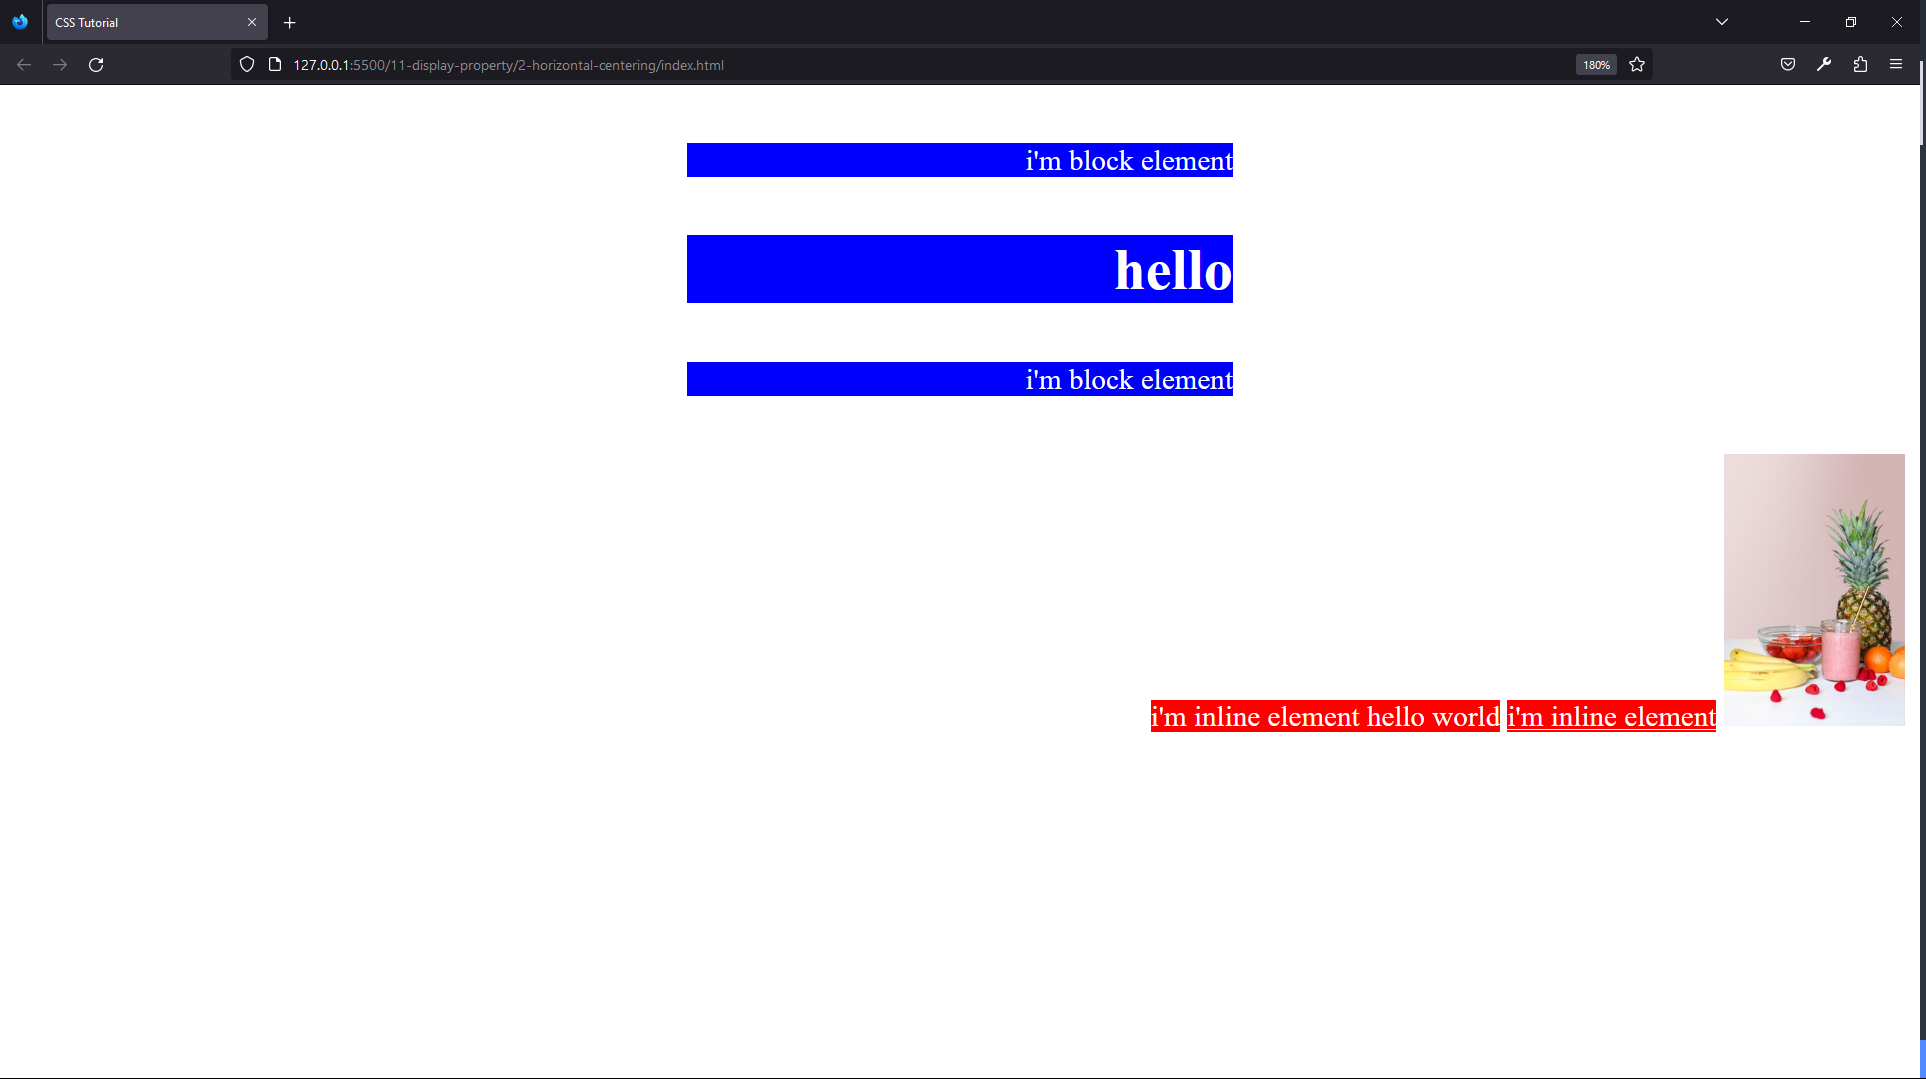 CSS Tutorial
127.0.0.1:5500/11-display-property/2-horizontal-centering/index.html
180%
i'm block element
hello
i'm block element
i'm inline element hello world i'm inline element